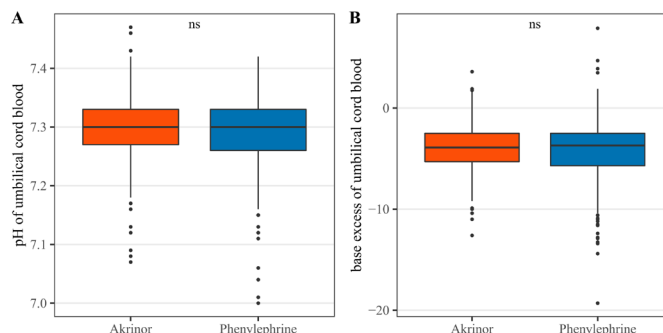 A
ns
pH of umbilical cord blood
7.4
7.3
7.2
7.1
7.0
Akrinor
Phenylephrine
B
ns
base excess of umbilical cord blood
0
−10
−20
Akrinor
Phenylephrine